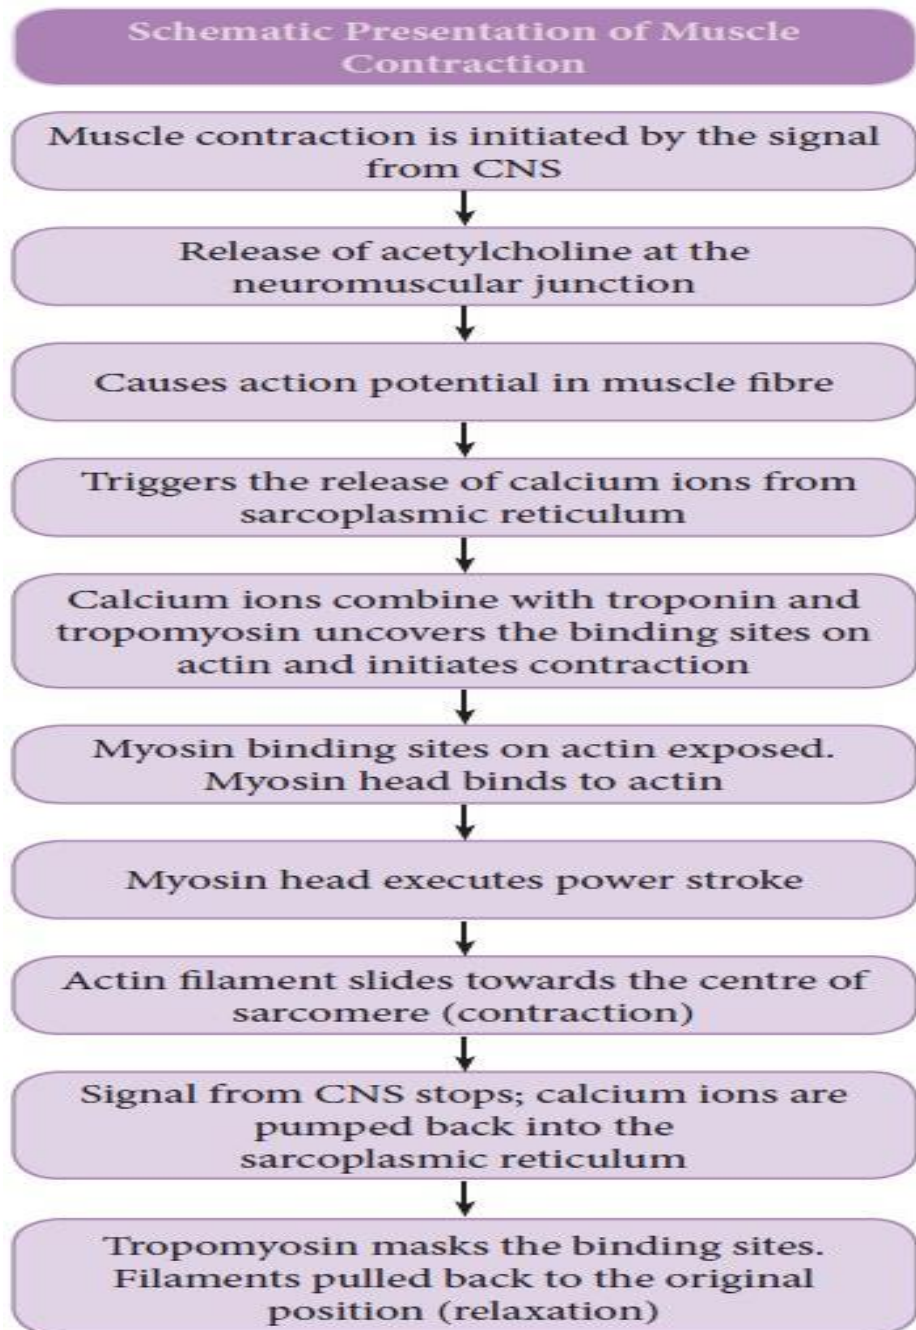 Schematic Presentation of Muscle
Contraction
Muscle contraction is initiated by the signal
from CNS
Release of acetylcholine at the
neuromuscular junction
Causes action potential in muscle fibre
Triggers the release of calcium ions from
sarcoplasmic reticulum
Calcium ions combine with troponin and
tropomyosin uncovers the binding sites on
actin and initiates contraction
Myosin binding sites on actin exposed.
Myosin head binds to actin
Myosin head executes power stroke
Actin filament slides towards the centre of
sarcomere (contraction)
Signal from CNS stops; calcium ions are
pumped back into the
sarcoplasmic reticulum
Tropomyosin masks the binding sites.
Filaments pulled back to the original
position (relaxation)